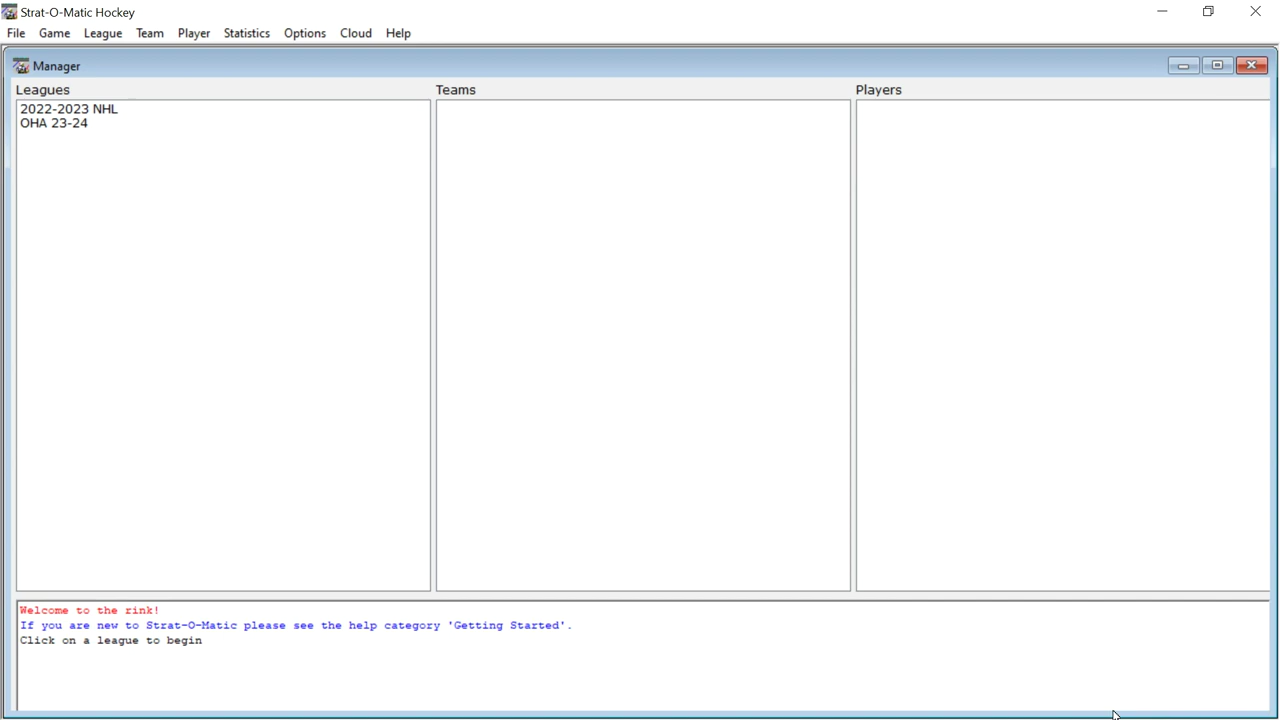 Strat-O-Matic Hockey
File Game League Team Player Statistics Options Cloud Help
Manager
Leagues Teams Players
2022-2023 NHL
OHA 23-24
Welcome to the rink!
If you are new to Strat-O-Matic please see the help category 'Getting Started'.
Click on a league to begin